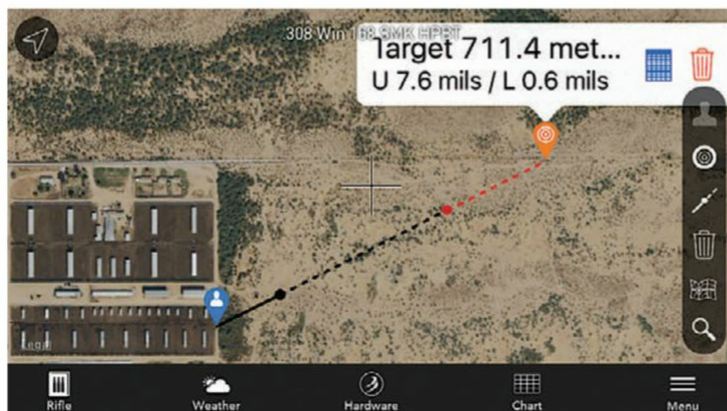 .308 Win 168 SMK HPBT
Target 711.4 met...
U 7.6 mils / L 0.6 mils
Legal
Rifle
Weather
Hardware
Chart
Menu